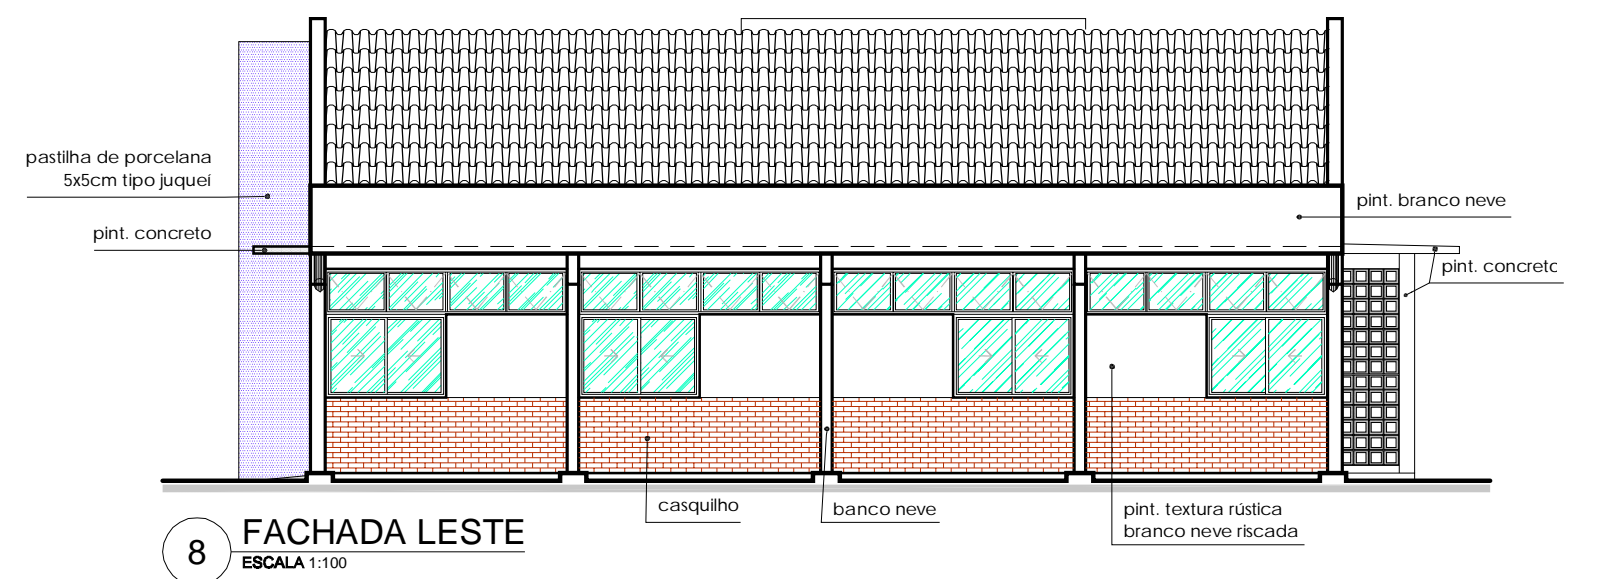 pastilha de porcelana
5x5cm tipo juqueí
pint. concreto
pint. branco neve
pint. concreto
casquilho
banco neve
pint. textura rústica
branco neve riscada
8
FACHADA LESTE
ESCALA 1:100